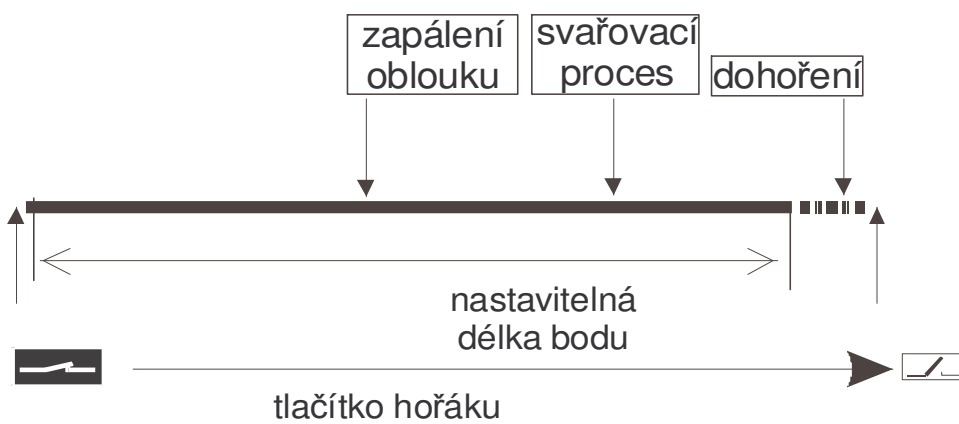 zapálení
oblouku
svařovací
proces
dohoření
nastavitelná
délka bodu
tlačítko hořáku